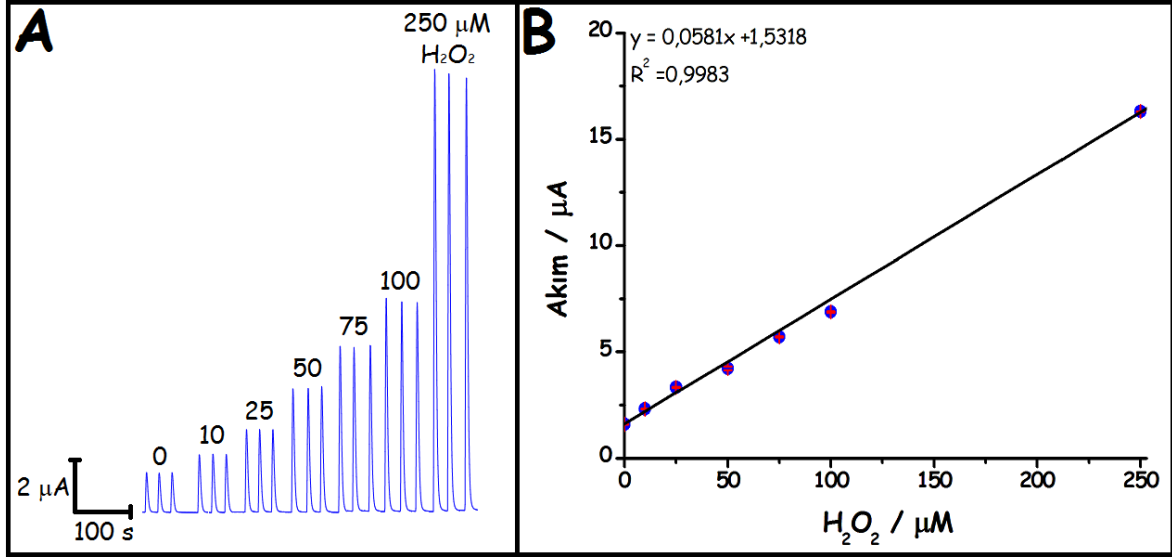 A
250 μM
H₂O₂
100
75
50
25
10
0
2 μA
100 s
B
y = 0,0581x +1,5318
R² =0,9983
20
15
10
5
0
Akım / μA
0 50 100 150 200 250
H₂O₂ / μM